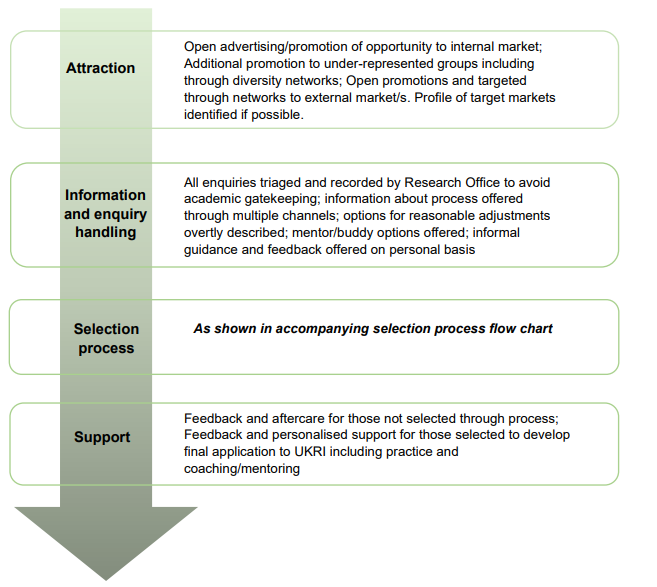 Attraction
Open advertising/promotion of opportunity to internal market;
Additional promotion to under-represented groups including
through diversity networks; Open promotions and targeted
through networks to external market/s. Profile of target markets
identified if possible.
Information
and enquiry
handling
All enquiries triaged and recorded by Research Office to avoid
academic gatekeeping; information about process offered
through multiple channels; options for reasonable adjustments
overtly described; mentor/buddy options offered; informal
guidance and feedback offered on personal basis
Selection
process
As shown in accompanying selection process flow chart
Support
Feedback and aftercare for those not selected through process;
Feedback and personalised support for those selected to develop
final application to UKRI including practice and
coaching/mentoring